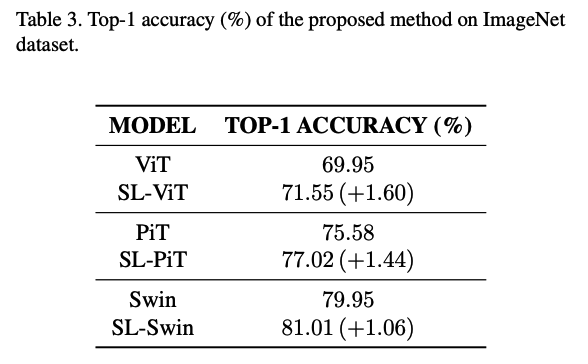 Table 3. Top-1 accuracy (%) of the proposed method on ImageNet
dataset.
MODEL TOP-1 ACCURACY (%)
ViT 69.95
SL-ViT 71.55 (+1.60)
PiT 75.58
SL-PiT 77.02 (+1.44)
Swin 79.95
SL-Swin 81.01 (+1.06)